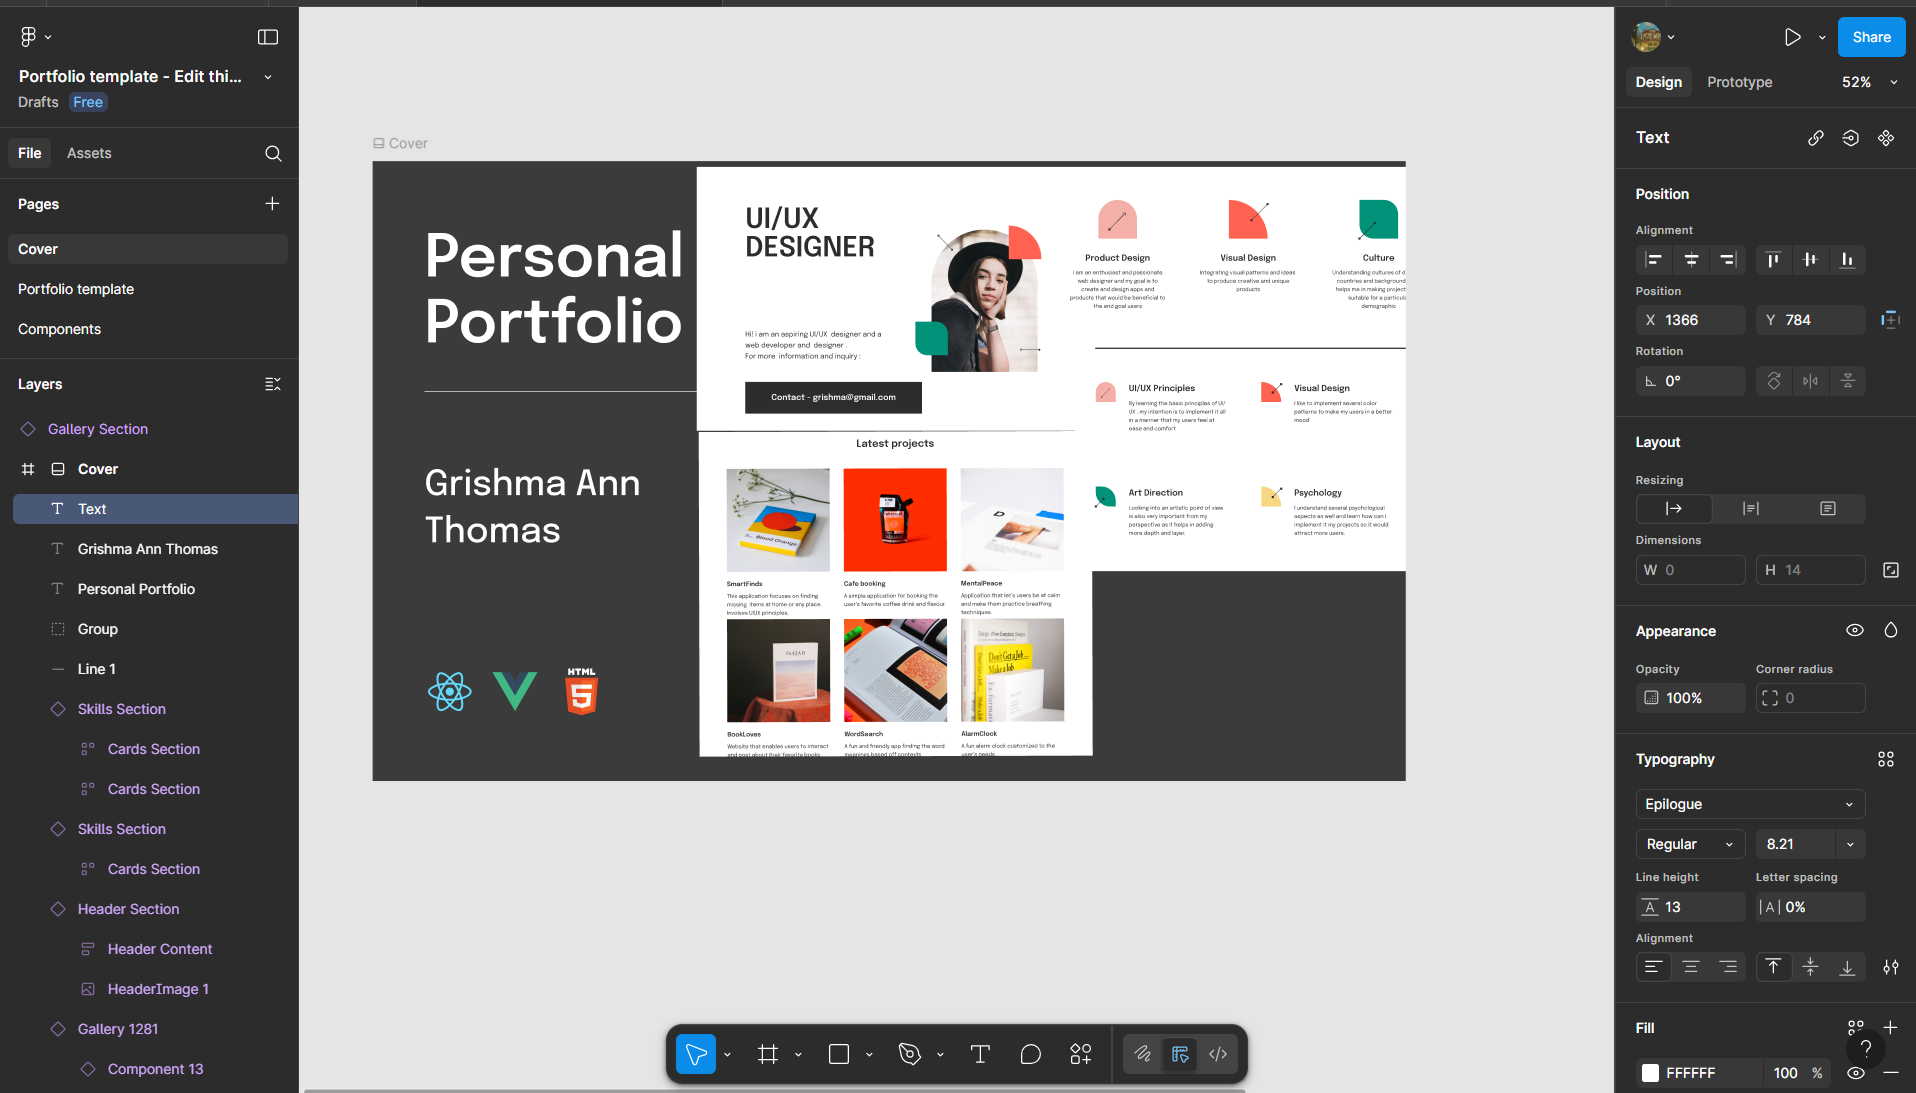 Portfolio template - Edit thi...
Drafts Free
File Assets
Pages
Cover
Portfolio template
Components
Layers
Gallery Section
Cover
Text
Grishma Ann Thomas
Personal Portfolio
Group
Line 1
Skills Section
Cards Section
Cards Section
Skills Section
Cards Section
Header Section
Header Content
HeaderImage 1
Gallery 1281
Component 13
Cover
Personal
Portfolio
Grishma Ann
Thomas
HTML
5
UI/UX
DESIGNER
Hi! i am an aspiring UI/UX designer and a
web developer and designer .
For more information and inquiry :
Contact - grishma@gmail.com
Product Design
I am an enthusiast and passionate
web designer and my goal is to
create and design apps and
products that would be beneficial to
the end goal users
Visual Design
Integrating visual patterns and ideas
to produce creative and unique
products
Culture
Understanding cultures of d
countries and background
helps me in making project
suitable for a particula
demographic
UI/UX Principles
By learning the basic principles of UI/
UX , my intention is to implement it all
in a manner that my users feel at
ease and comfort
Visual Design
I like to implement several color
patterns to make my users in a better
mood
Art Direction
Looking into an artistic point of view
is also very important from my
perspective as it helps in adding
more depth and layer.
Psychology
I understand several psychological
aspects as well and learn how can I
implement it my projects so it would
attract more users.
Latest projects
Blood Orange
SmartFinds
This application focuses on finding
missing items at home or any place.
Involves UIUX principles.
Cafe booking
A simple application for booking the
user's favorite coffee drink and flavour
MentalPeace
Application that let's users be at calm
and make them practice breathing
techniques.
ISAIAH
Don't Get a Job...
Make a Job
BookLoves
Website that enables users to interact
and post about their favorite books
WordSearch
A fun and friendly app finding the word
meanings based off contexts
AlarmClock
A fun alarm clock customized to the
user's needs
Share
Design Prototype 52%
Text
Position
Alignment
Position
X 1366 Y 784
Rotation
0°
Layout
Resizing
Dimensions
W 0 H 14
Appearance
Opacity Corner radius
100% 0
Typography
Epilogue
Regular 8.21
Line height Letter spacing
A 13 |A| 0%
Alignment
Fill
?
FFFFFF 100 %